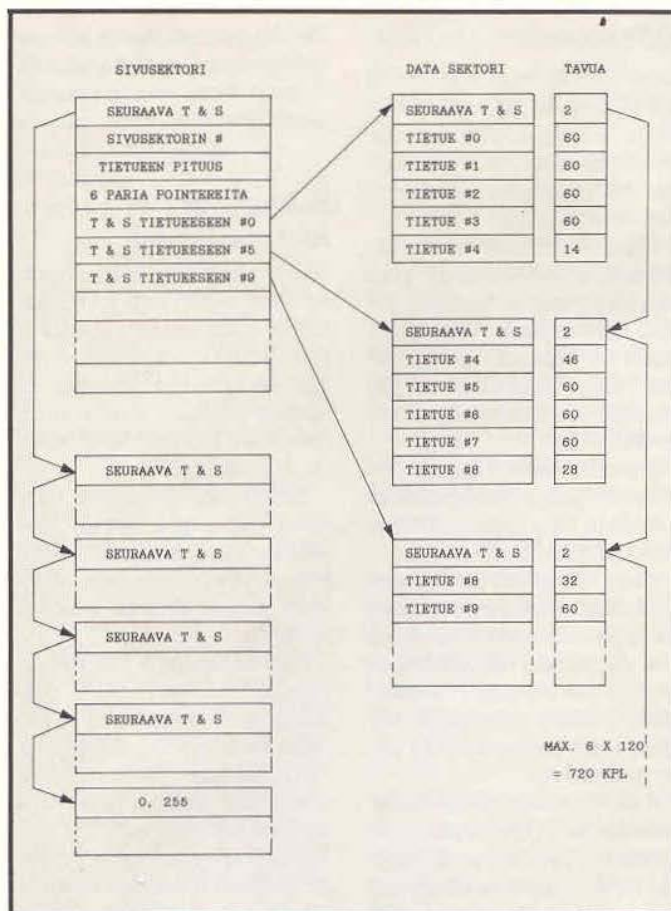 SIVUSEKTORI
SEURAAVA T & S
SIVUSEKTORIN #
TIETUEEN PITUUS
6 PARIA POINTEREITA
T & S TIETUEESEEN #0
T & S TIETUEESEEN #5
T & S TIETUEESEEN #9
SEURAAVA T & S
SEURAAVA T & S
SEURAAVA T & S
SEURAAVA T & S
0, 255
DATA SEKTORI TAVUA
SEURAAVA T & S 2
TIETUE #0 60
TIETUE #1 60
TIETUE #2 60
TIETUE #3 60
TIETUE #4 14
SEURAAVA T & S 2
TIETUE #4 46
TIETUE #5 60
TIETUE #6 60
TIETUE #7 60
TIETUE #8 28
SEURAAVA T & S 2
TIETUE #8 32
TIETUE #9 60
MAX. 6 X 120
= 720 KPL